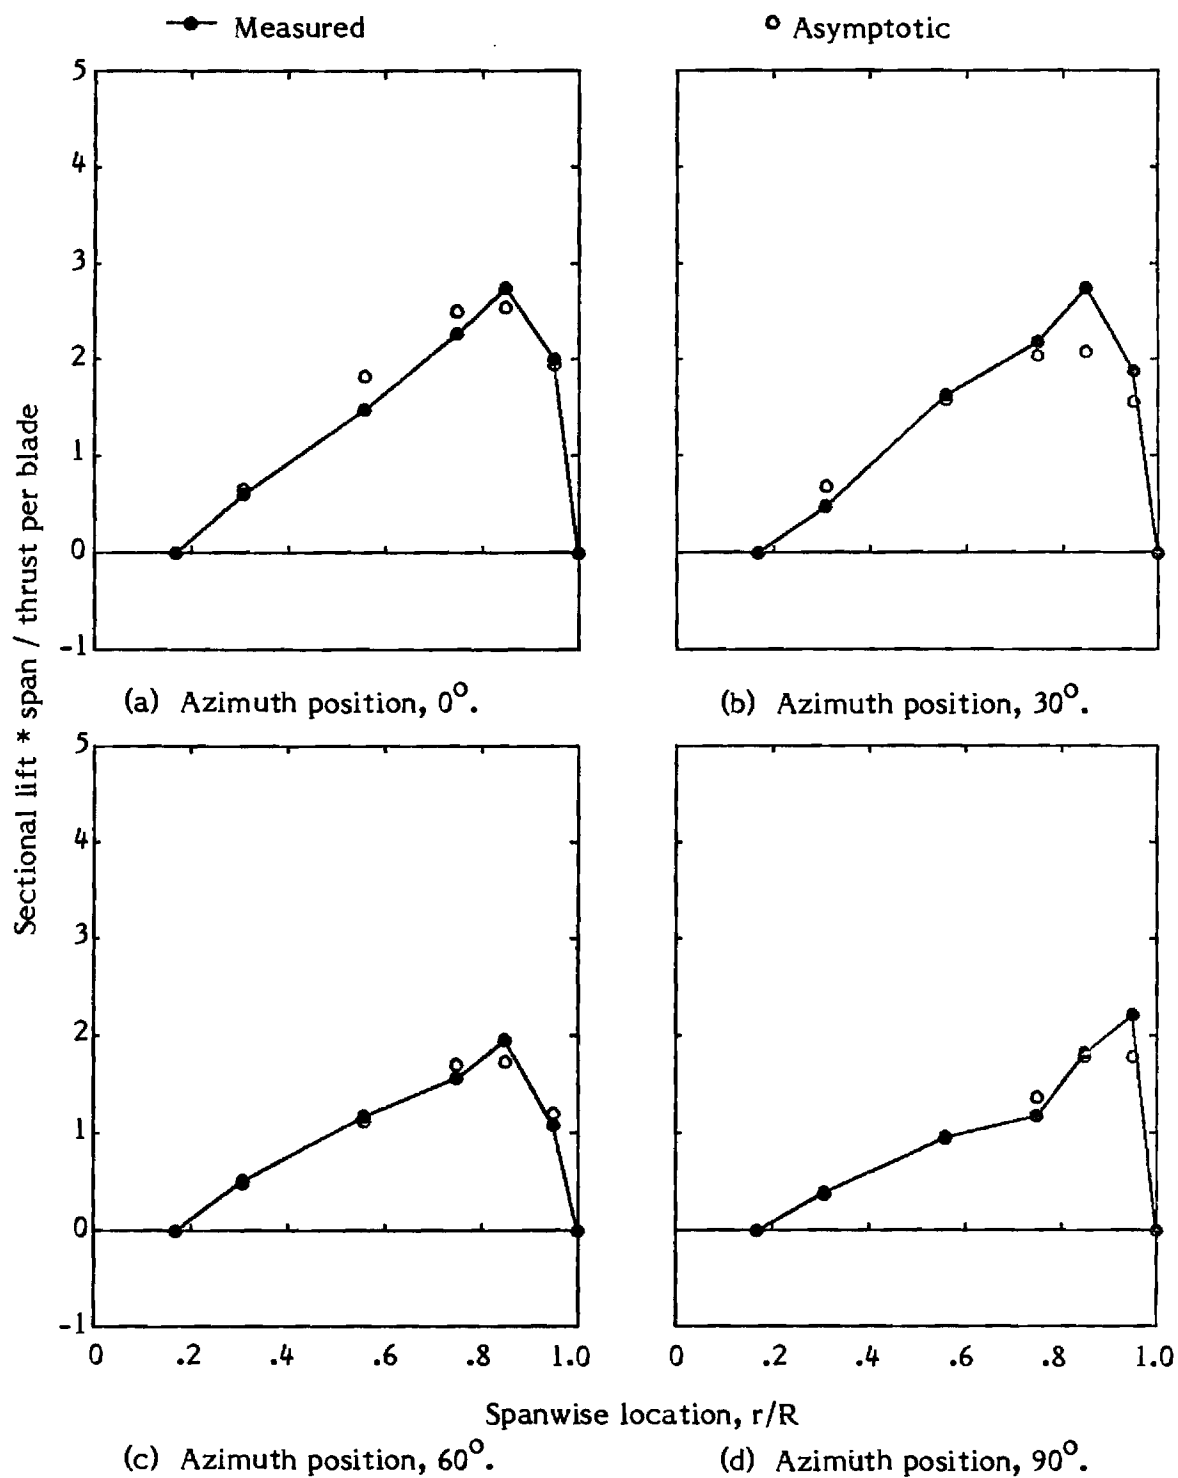 Measured
Asymptotic
5
4
3
2
1
0
-1
(a) Azimuth position, 0°.
(b) Azimuth position, 30°.
Sectional lift * span / thrust per blade
5
4
3
2
1
0
-1
0 .2 .4 .6 .8 1.0
0 .2 .4 .6 .8 1.0
Spanwise location, r/R
(c) Azimuth position, 60°.
(d) Azimuth position, 90°.